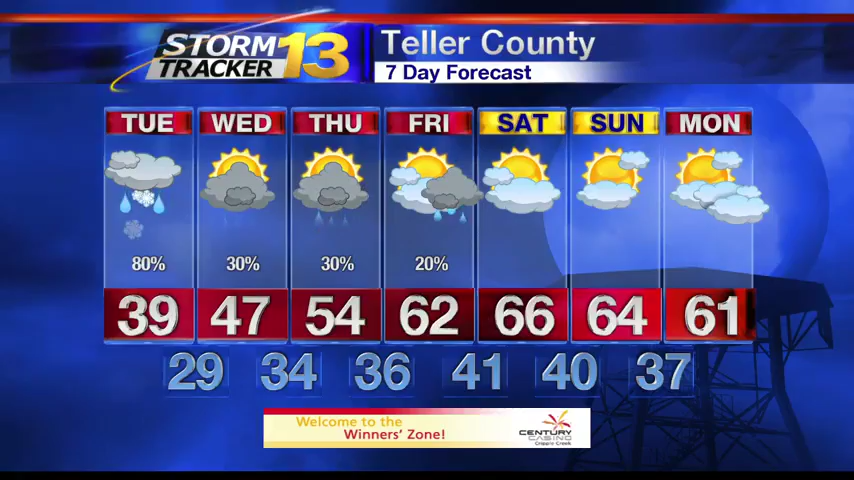 STORM 13
TRACKER
Teller County
7 Day Forecast
TUE WED THU FRI SAT SUN MON
80% 30% 30% 20%
39 47 54 62 66 64 61
29 34 36 41 40 37
Welcome to the
Winners' Zone!
CENTURY
CASINO
Cripple Creek